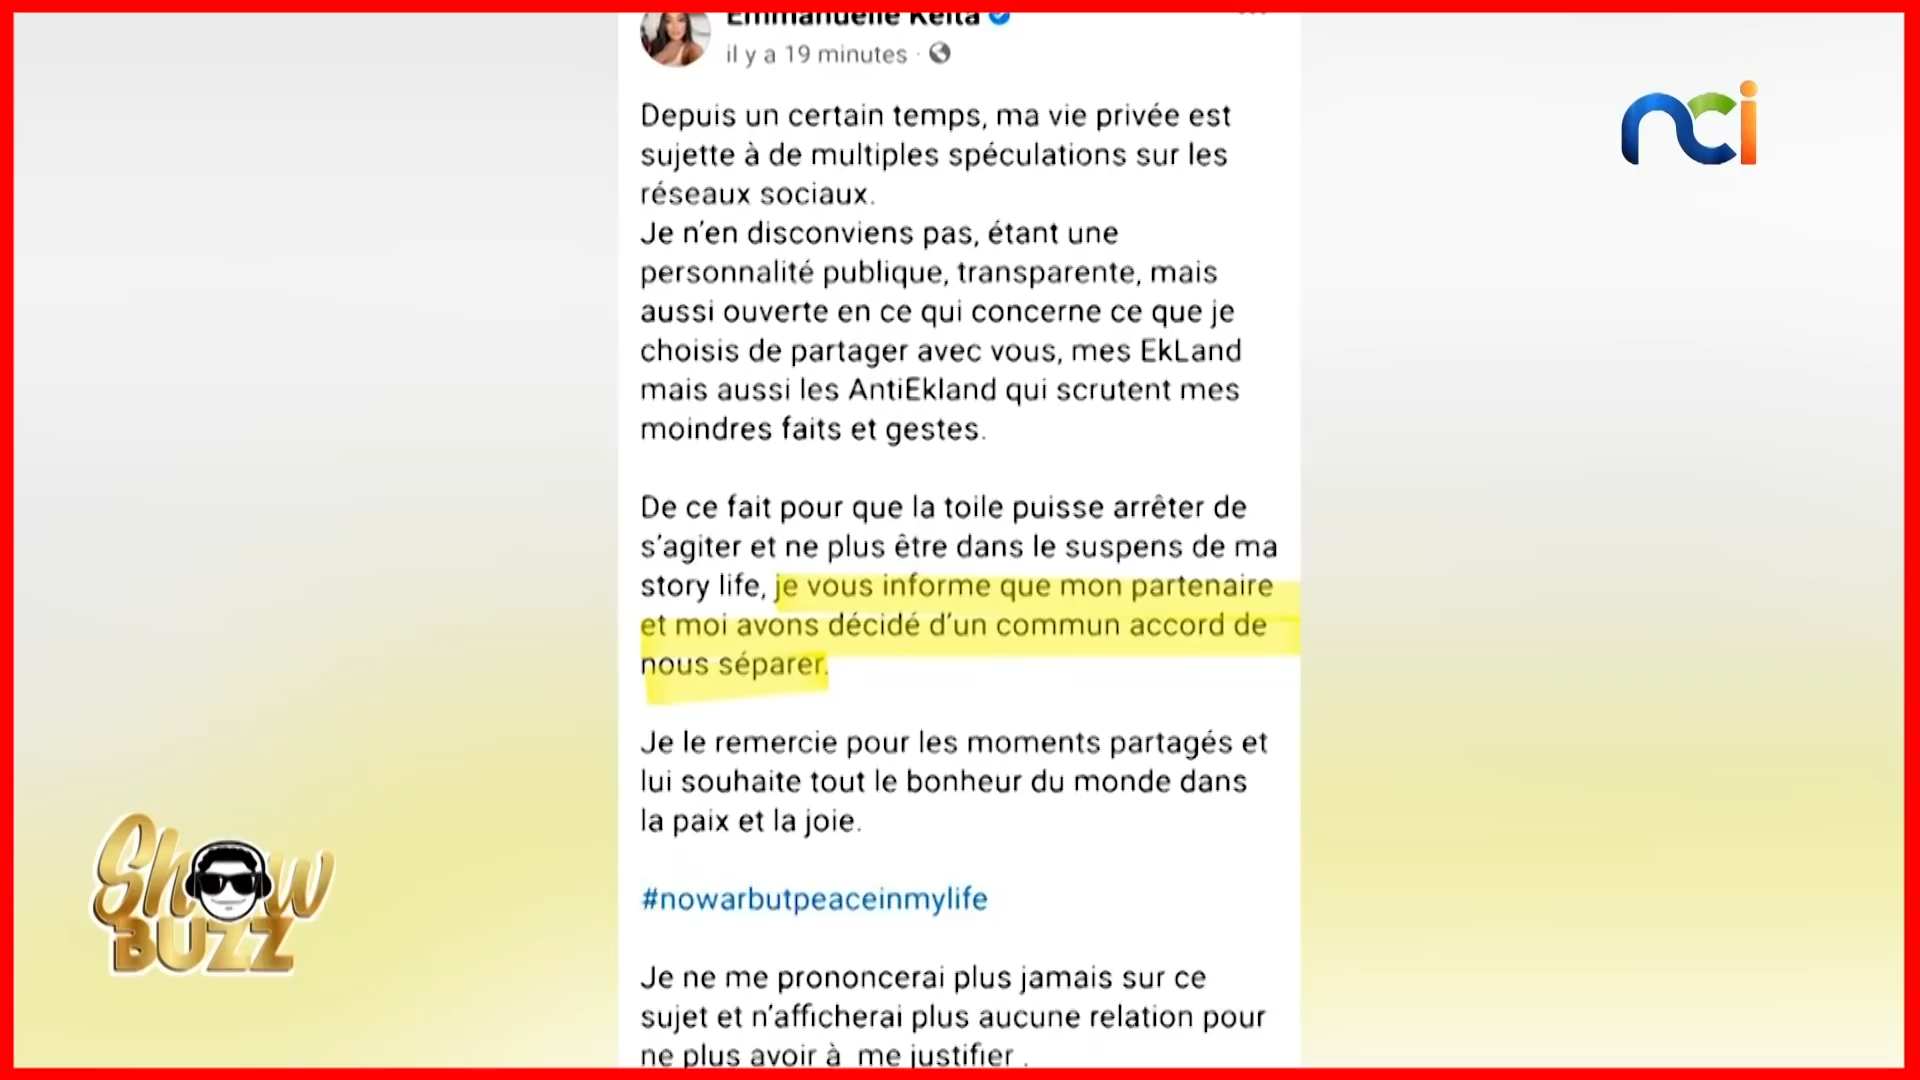 Emmanuelle Keita
il y a 19 minutes ·
nci
Depuis un certain temps, ma vie privée est
sujette à de multiples spéculations sur les
réseaux sociaux.
Je n’en disconviens pas, étant une
personnalité publique, transparente, mais
aussi ouverte en ce qui concerne ce que je
choisis de partager avec vous, mes EkLand
mais aussi les AntiEkland qui scrutent mes
moindres faits et gestes.
De ce fait pour que la toile puisse arrêter de
s’agiter et ne plus être dans le suspens de ma
story life, je vous informe que mon partenaire
et moi avons décidé d’un commun accord de
nous séparer.
Je le remercie pour les moments partagés et
lui souhaite tout le bonheur du monde dans
la paix et la joie.
#nowarbutpeaceinmylife
Je ne me prononcerai plus jamais sur ce
sujet et n’afficherai plus aucune relation pour
ne plus avoir à me justifier .
Show
BUZZ